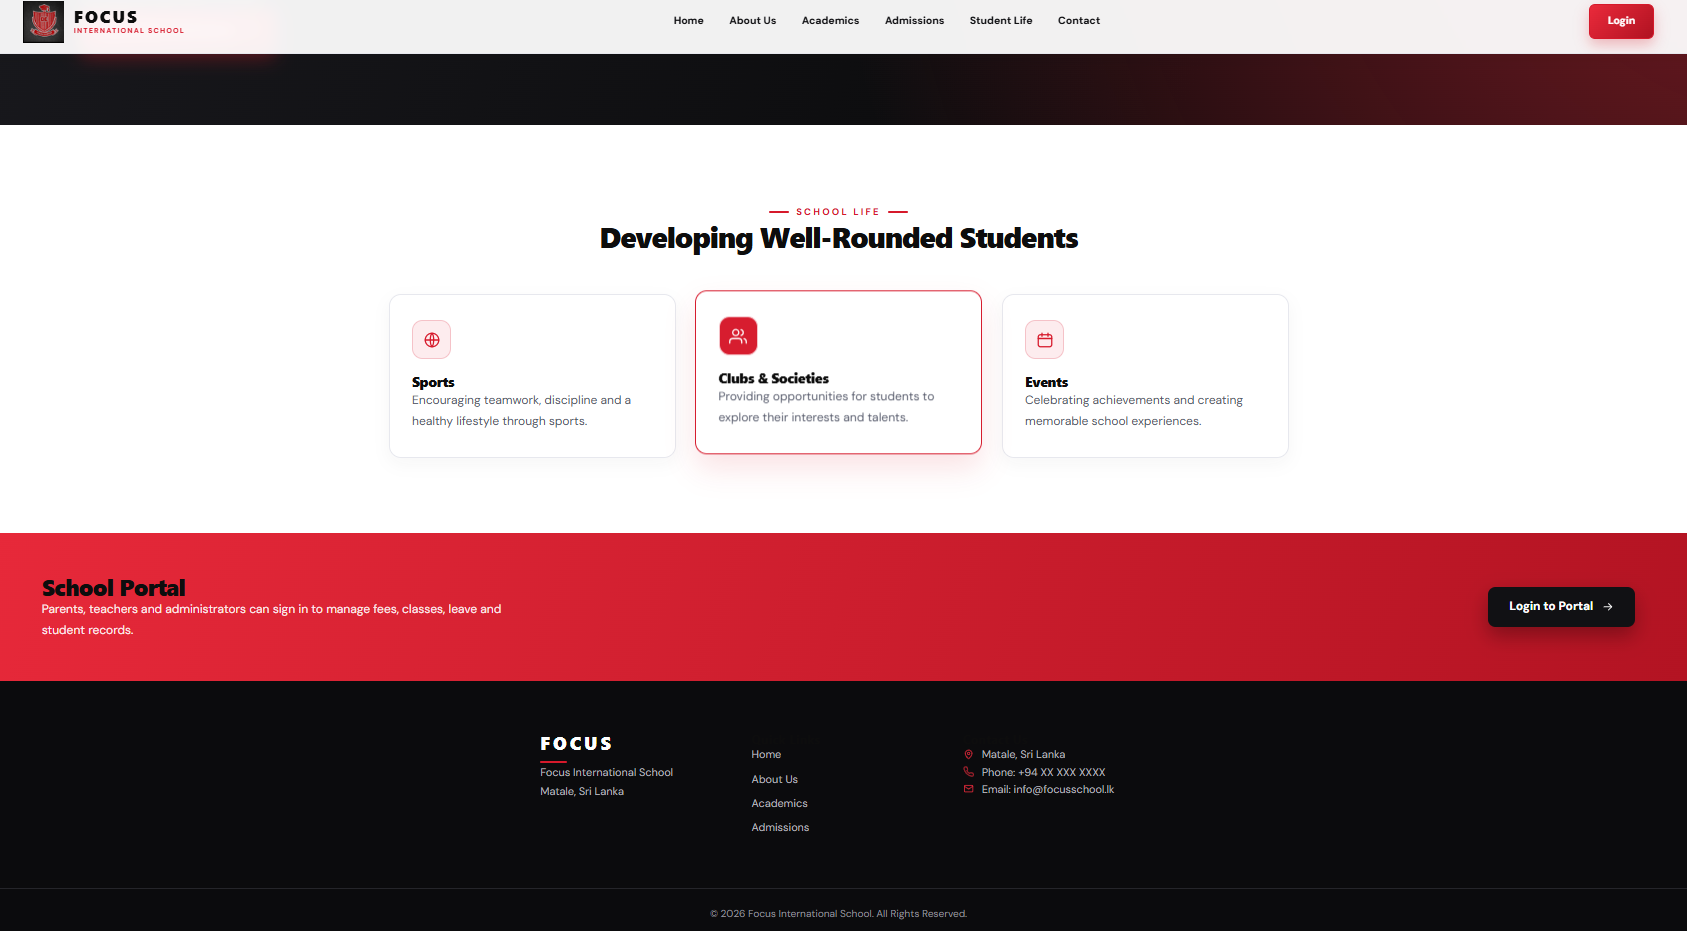 FOCUS
INTERNATIONAL SCHOOL
Home
About Us
Academics
Admissions
Student Life
Contact
Login
SCHOOL LIFE
Developing Well-Rounded Students
Sports
Encouraging teamwork, discipline and a
healthy lifestyle through sports.
Clubs & Societies
Providing opportunities for students to
explore their interests and talents.
Events
Celebrating achievements and creating
memorable school experiences.
School Portal
Parents, teachers and administrators can sign in to manage fees, classes, leave and
student records.
Login to Portal
FOCUS
Focus International School
Matale, Sri Lanka
Home
About Us
Academics
Admissions
Matale, Sri Lanka
Phone: +94 XX XXX XXXX
Email: info@focusschool.lk
© 2026 Focus International School. All Rights Reserved.